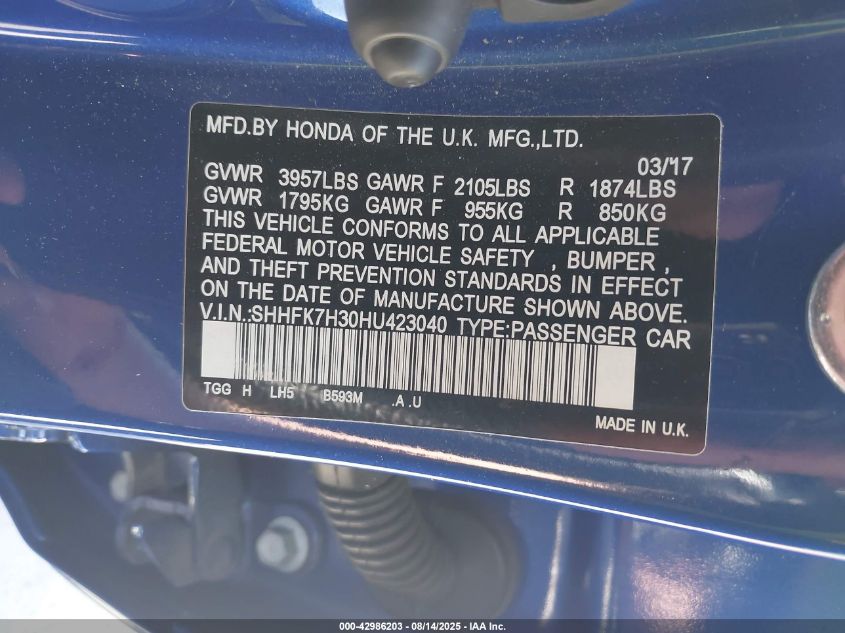 MFD.BY HONDA OF THE U.K. MFG.,LTD.
03/17
GVWR 3957LBS GAWR F 2105LBS R 1874LBS
GVWR 1795KG GAWR F 955KG R 850KG
THIS VEHICLE CONFORMS TO ALL APPLICABLE
FEDERAL MOTOR VEHICLE SAFETY , BUMPER ,
AND THEFT PREVENTION STANDARDS IN EFFECT
ON THE DATE OF MANUFACTURE SHOWN ABOVE.
V.I.N.:SHHFK7H30HU423040 TYPE:PASSENGER CAR
TGG H LH5 B593M .A .U
MADE IN U.K.
000-42986203 - 08/14/2025 - IAA Inc.